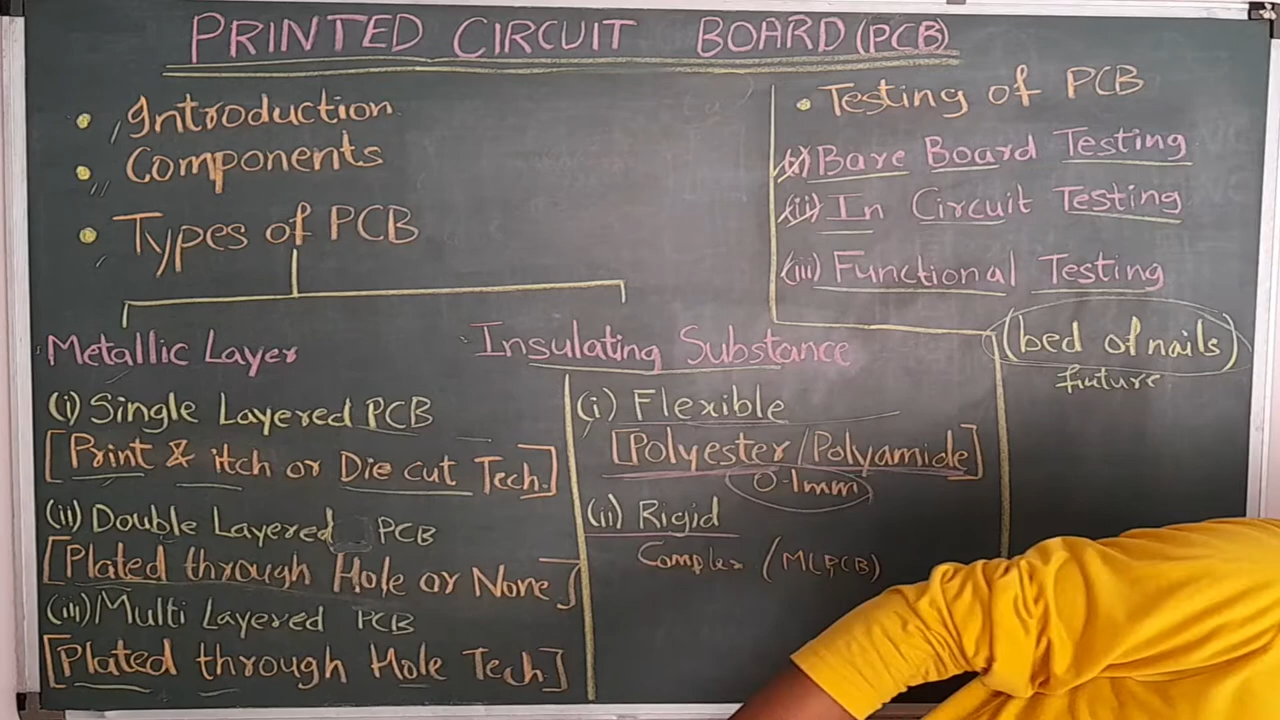 PRINTED CIRCUIT BOARD (PCB)
Introduction
Components
Types of PCB
Metallic Layer
(i) Single Layered PCB
[Print & itch or Die cut Tech.]
(ii) Double Layered PCB
[Plated through Hole or None]
(iii) Multi Layered PCB
[Plated through Hole Tech.]
Insulating Substance
(i) Flexible
[Polyester/Polyamide]
0.1mm
(ii) Rigid
Complex (MLPCB)
Testing of PCB
(i) Bare Board Testing
(ii) In Circuit Testing
(iii) Functional Testing
(bed of nails)
future